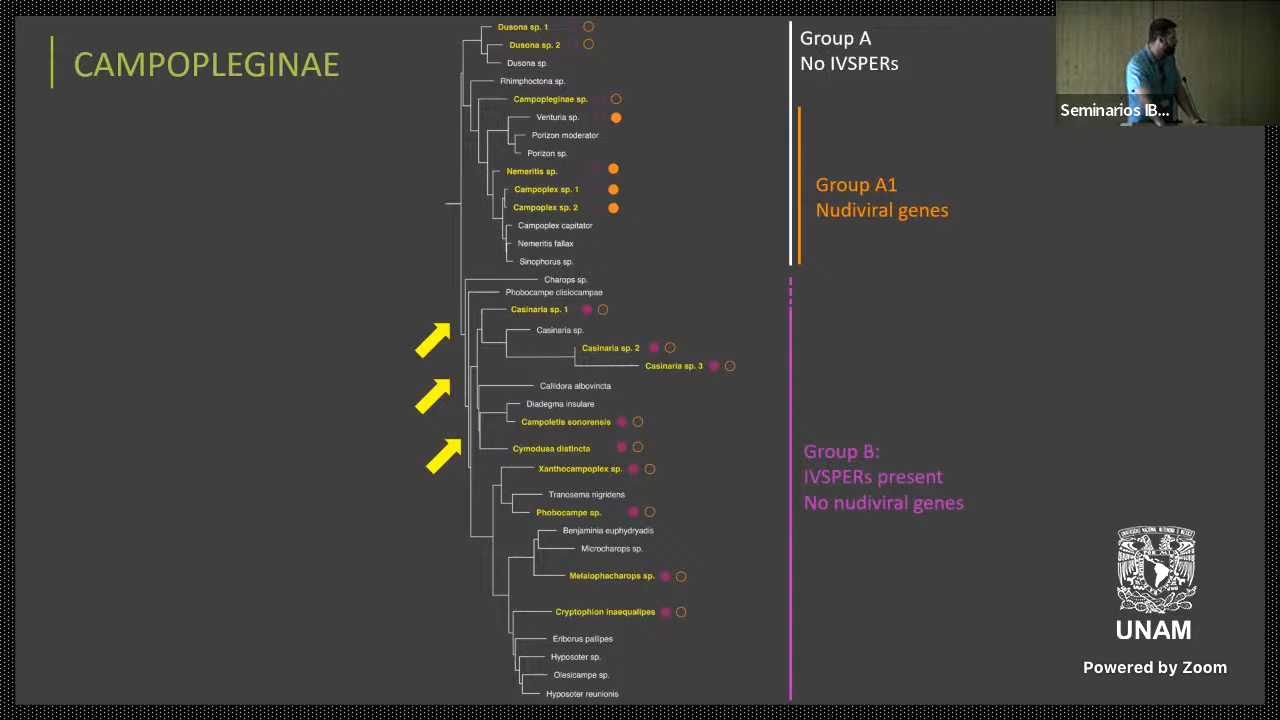 CAMPOPLEGINAE
Dusona sp. 1
Dusona sp. 2
Dusona sp.
Rhimphoctona sp.
Campopleginae sp.
Venturia sp.
Porizon moderator
Porizon sp.
Nemeritis sp.
Campoplex sp. 1
Campoplex sp. 2
Campoplex capitator
Nemeritis fallax
Sinophorus sp.
Charops sp.
Phobocampe clisiocampae
Casinaria sp. 1
Casinaria sp.
Casinaria sp. 2
Casinaria sp. 3
Callidora albovincta
Diadegma insulare
Campoletis sonorensis
Cymodusa distincta
Xanthocampoplex sp.
Tranosema nigridens
Phobocampe sp.
Benjaminia euphydryadis
Microcharops sp.
Melalophacharops sp.
Cryptophion inaequalipes
Eriborus pallipes
Hyposoter sp.
Olesicampe sp.
Hyposoter reunionis
Group A
No IVSPERs
Group A1
Nudiviral genes
Group B:
IVSPERs present
No nudiviral genes
Seminarios IB...
UNAM
Powered by Zoom